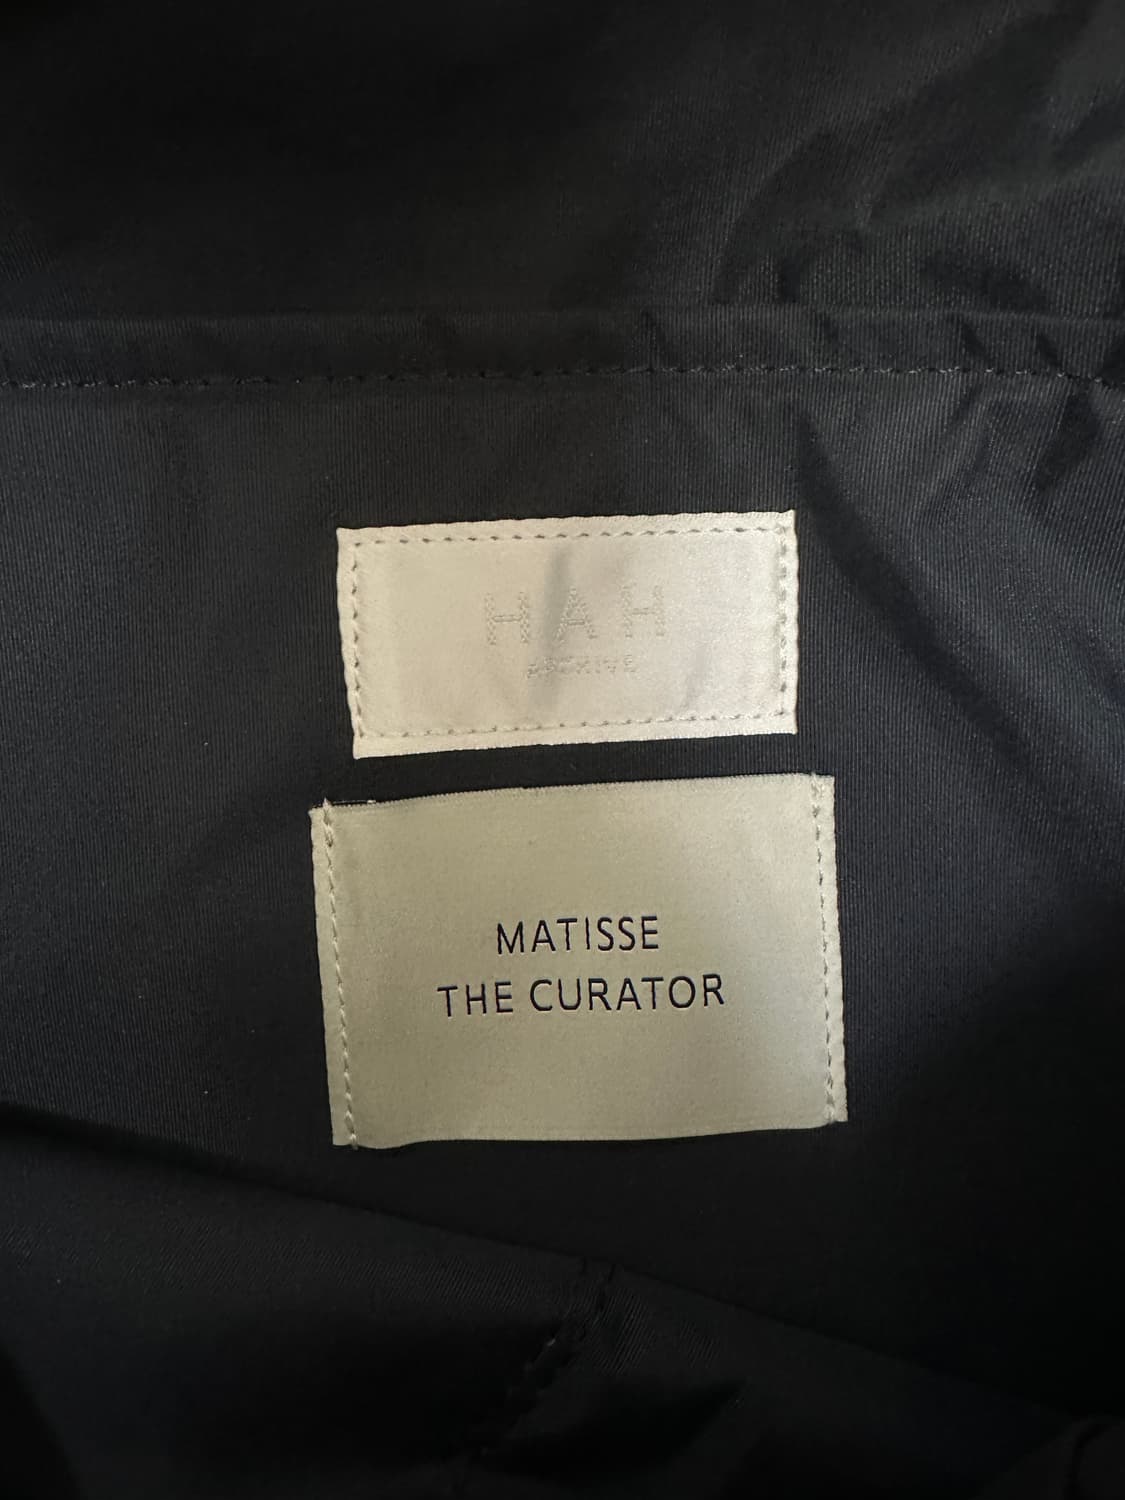 HAH
ARCHIVE
MATISSE
THE CURATOR